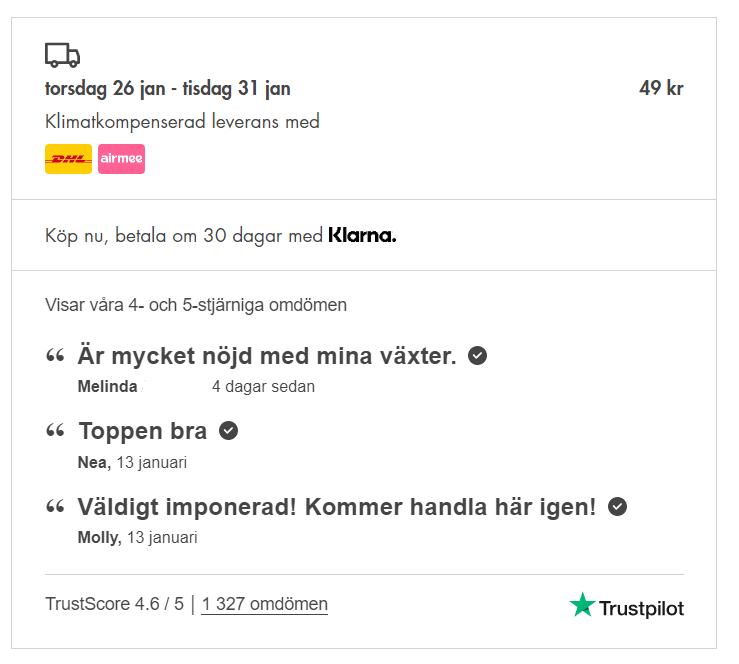 torsdag 26 jan - tisdag 31 jan 49 kr
Klimatkompenserad leverans med
DHL airmee
Köp nu, betala om 30 dagar med Klarna.
Visar våra 4- och 5-stjärniga omdömen
“ Är mycket nöjd med mina växter.
Melinda 4 dagar sedan
“ Toppen bra
Nea, 13 januari
“ Väldigt imponerad! Kommer handla här igen!
Molly, 13 januari
TrustScore 4.6 / 5 | 1 327 omdömen Trustpilot